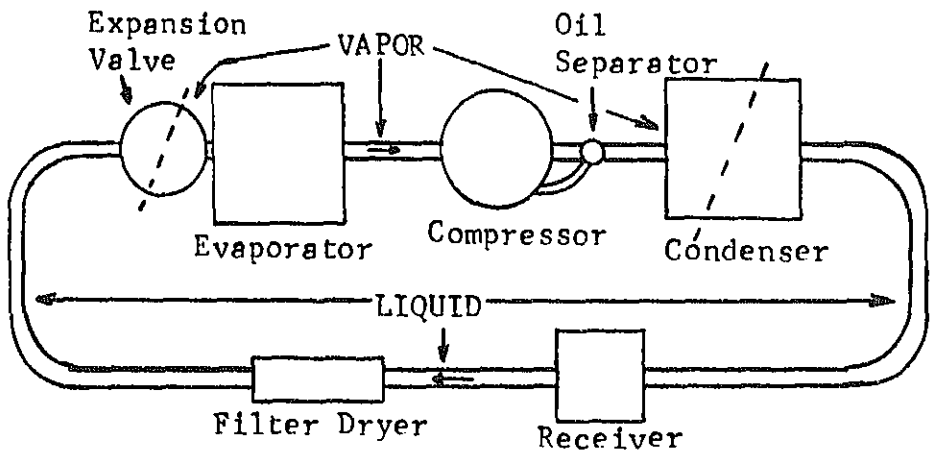 Expansion
Valve
VAPOR
Oil
Separator
Evaporator
Compressor
Condenser
LIQUID
Filter Dryer
Receiver